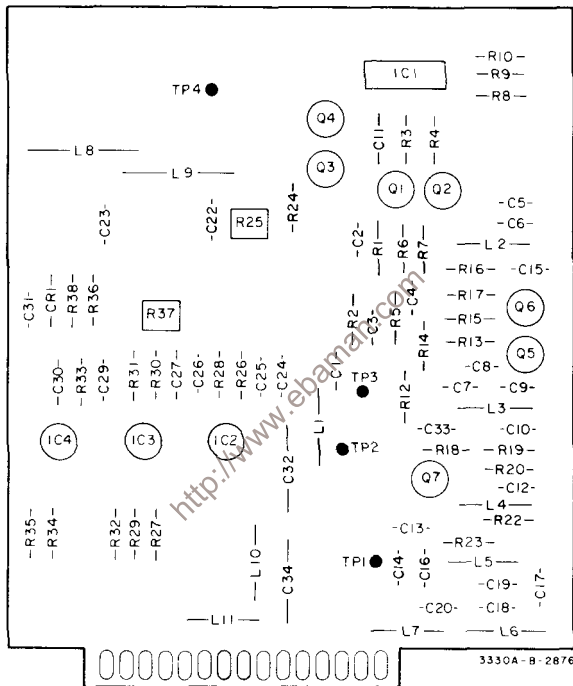 -R10-
IC1
-R9-
TP4
-R8-
Q4
C11-
R3-
R4-
L8
Q3
L9
Q1
Q2
-C23-
-C22-
R25
-R24-
-C5-
-C6-
-C2-
-R1-
R6-
R7-
L2
-R16-
-C15-
-C31-
-CR1-
-R38-
-R36-
R37
-R2-
-C3-
-R5-
-C4-
-R17-
Q6
-R15-
-R14-
-R13-
Q5
-C8-
-C30-
-R33-
-C29-
-R31-
-R30-
-C27-
-C26-
-R28-
-R26-
-C25-
-C24-
TP3
-R12-
-C7-
-C9-
L3
IC4
IC3
IC2
L1
TP2
-C33-
-C10-
-R18-
-R19-
C32
-R20-
Q7
-C12-
L4
-R22-
-R35-
-R34-
-R32-
-R29-
-R27-
-C13-
-R23-
L10
C34
TP1
-C14-
-C16-
L5
-C19-
-C17-
-C20-
-C18-
L11
L7
L6
3330A-B-2876
http://www.ebaman.com